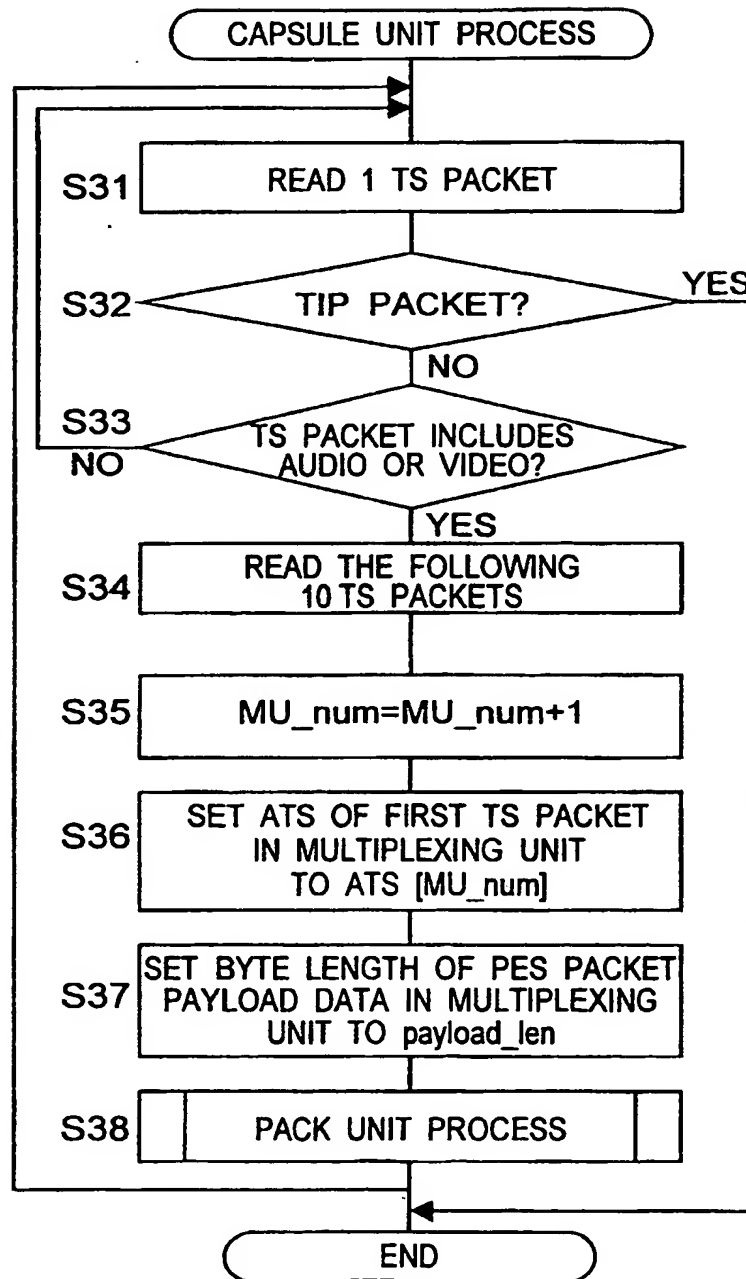 CAPSULE UNIT PROCESS
S31
READ 1 TS PACKET
S32
TIP PACKET?
YES
NO
S33
NO
TS PACKET INCLUDES
AUDIO OR VIDEO?
YES
S34
READ THE FOLLOWING
10 TS PACKETS
S35
MU_num=MU_num+1
S36
SET ATS OF FIRST TS PACKET
IN MULTIPLEXING UNIT
TO ATS [MU_num]
S37
SET BYTE LENGTH OF PES PACKET
PAYLOAD DATA IN MULTIPLEXING
UNIT TO payload_len
S38
PACK UNIT PROCESS
END